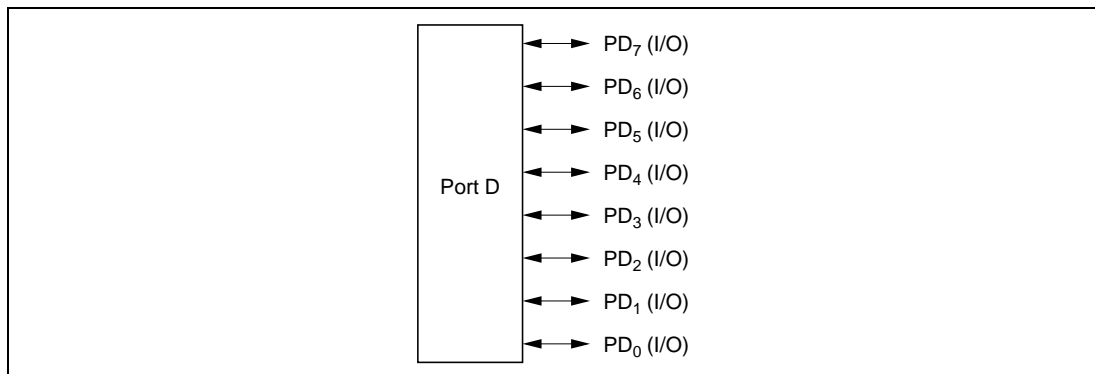 PD7 (I/O)
PD6 (I/O)
PD5 (I/O)
PD4 (I/O)
Port D
PD3 (I/O)
PD2 (I/O)
PD1 (I/O)
PD0 (I/O)